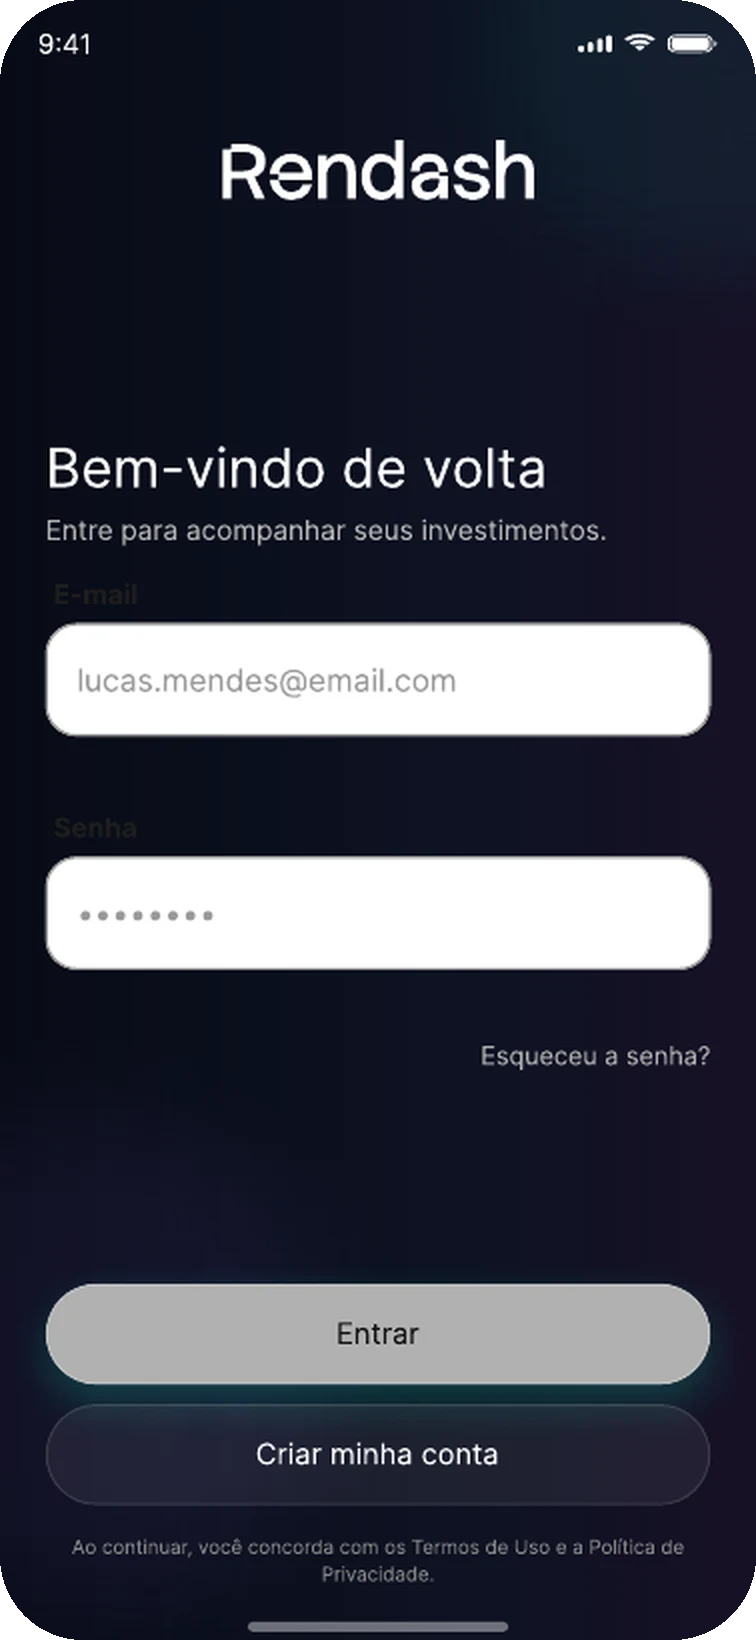 9:41
Rendash
Bem-vindo de volta
Entre para acompanhar seus investimentos.
E-mail
lucas.mendes@email.com
Senha
Esqueceu a senha?
Entrar
Criar minha conta
Ao continuar, você concorda com os Termos de Uso e a Política de
Privacidade.